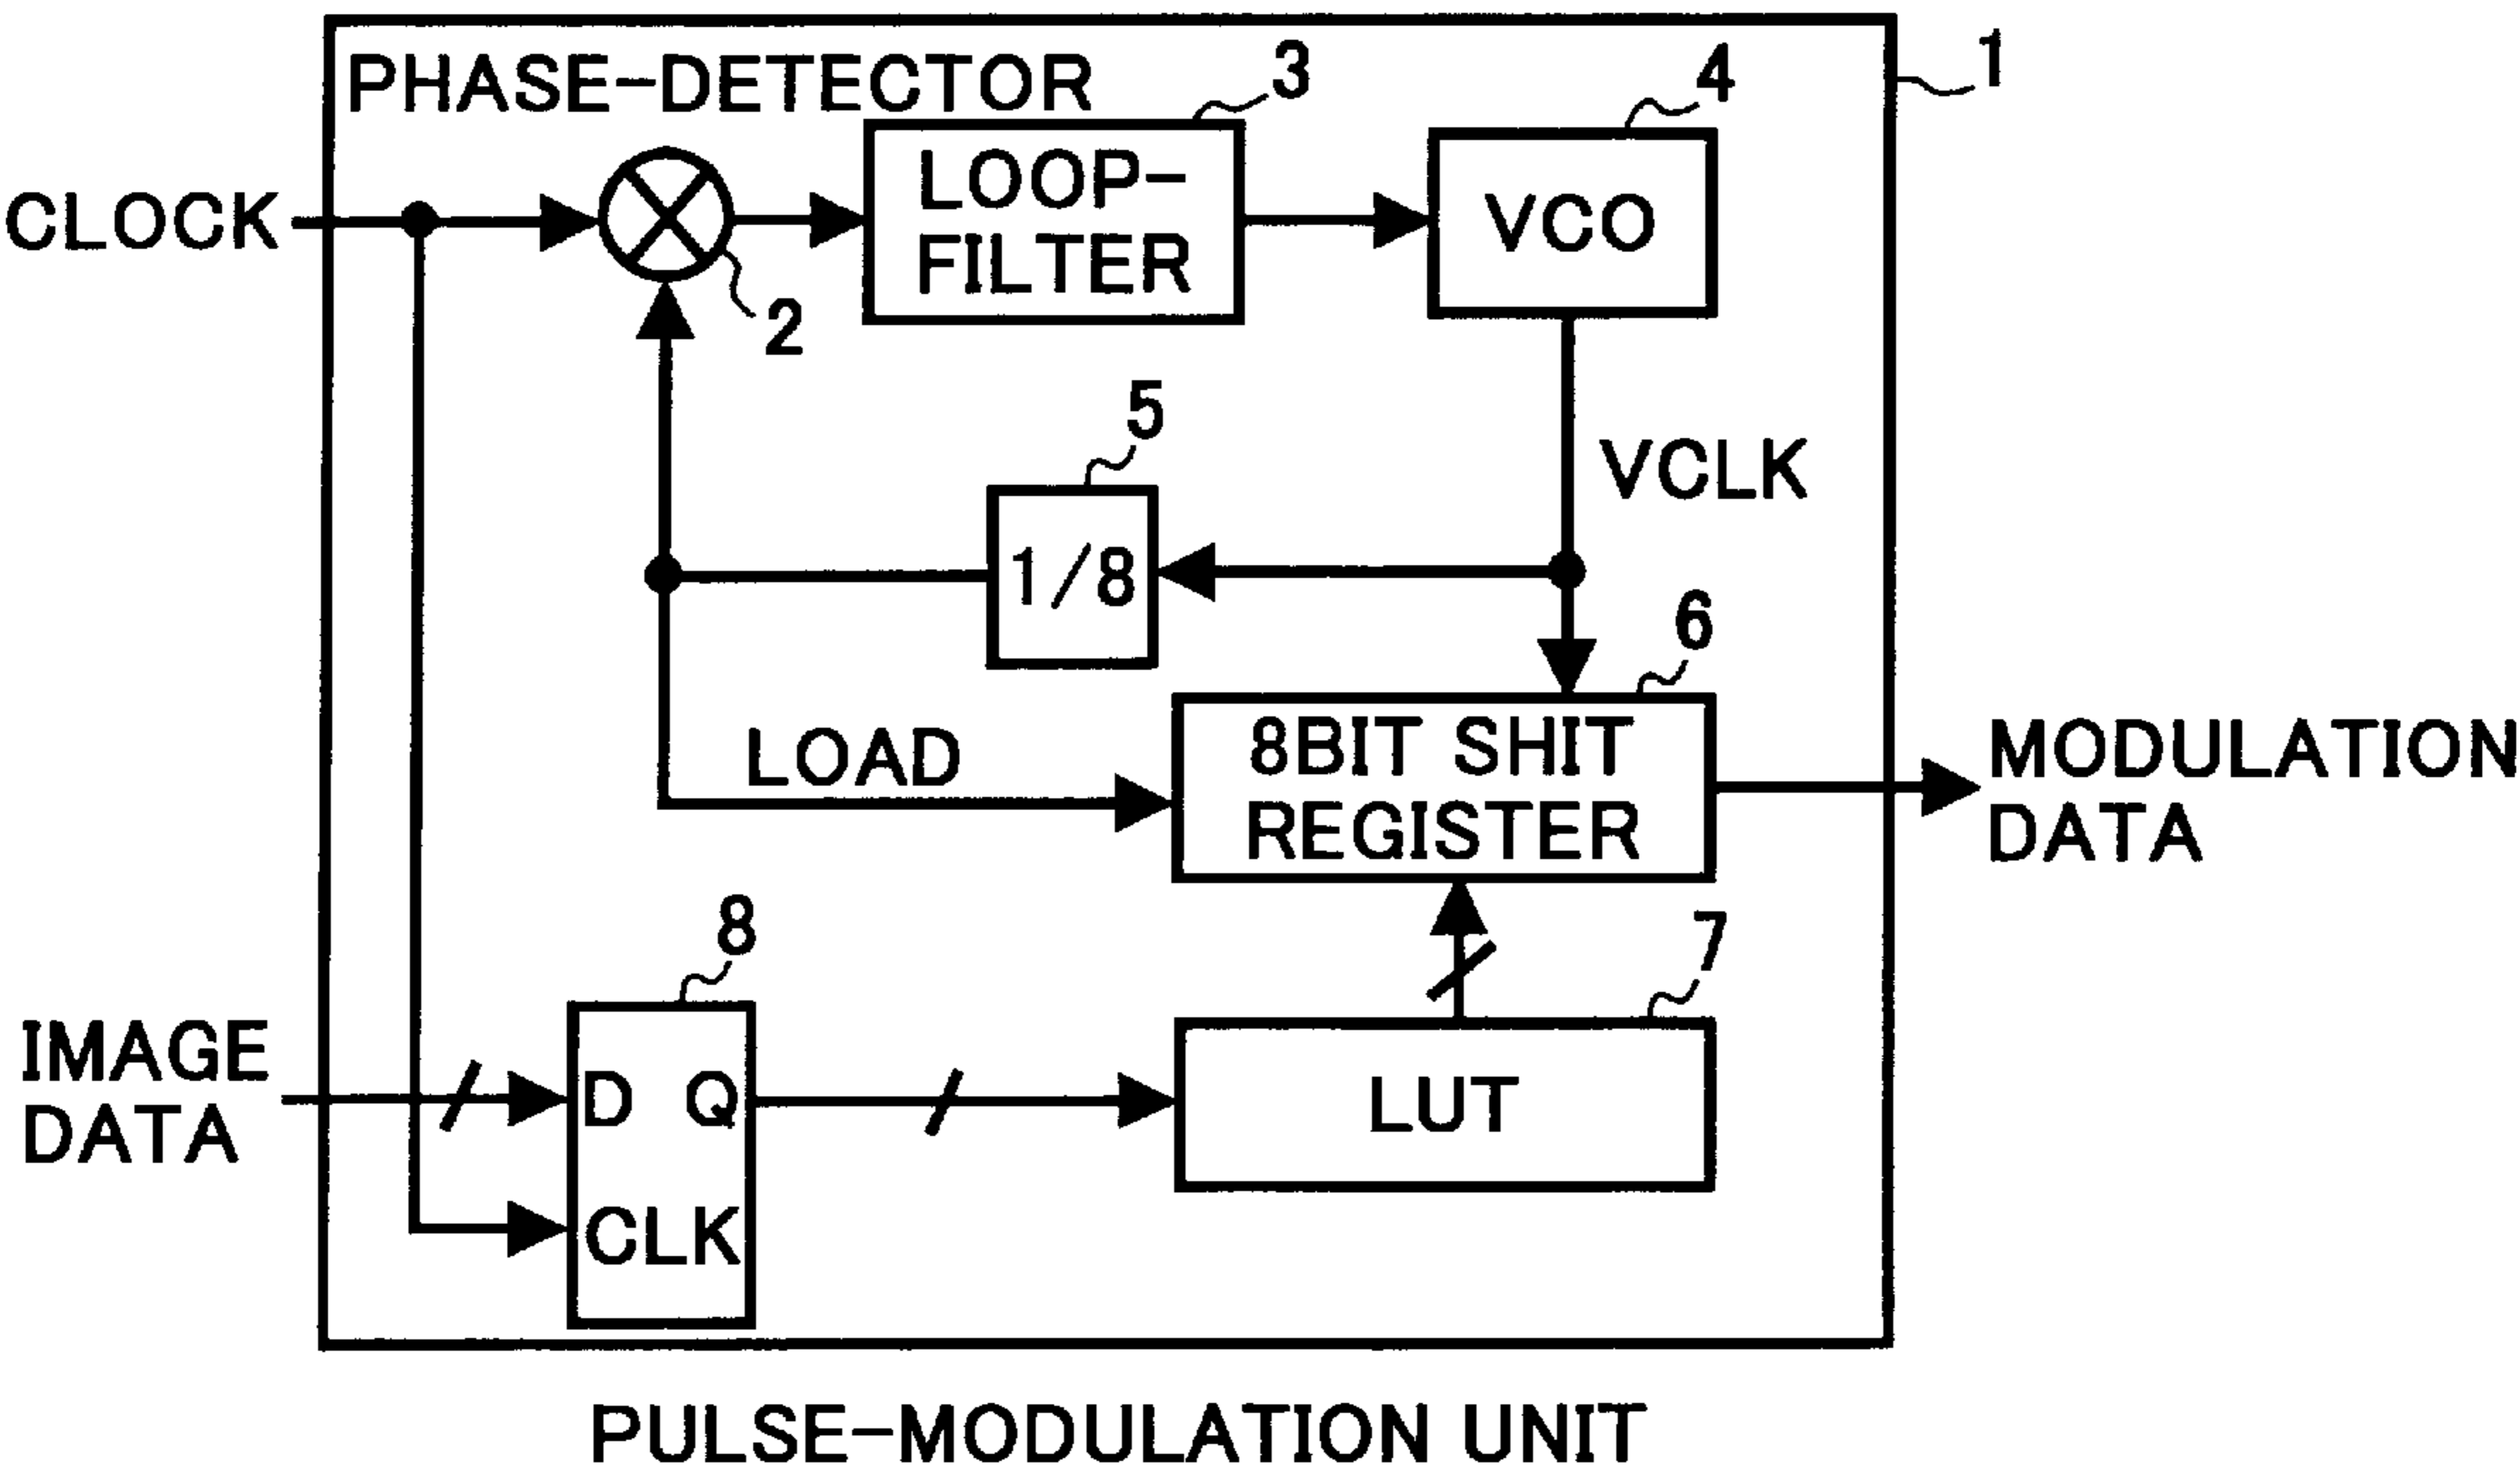 PHASE-DETECTOR
3
4
1
CLOCK
LOOP-
FILTER
VCO
2
5
VCLK
1/8
6
LOAD
8BIT SHIT
REGISTER
MODULATION
DATA
8
7
IMAGE
DATA
D Q
CLK
LUT
PULSE-MODULATION UNIT